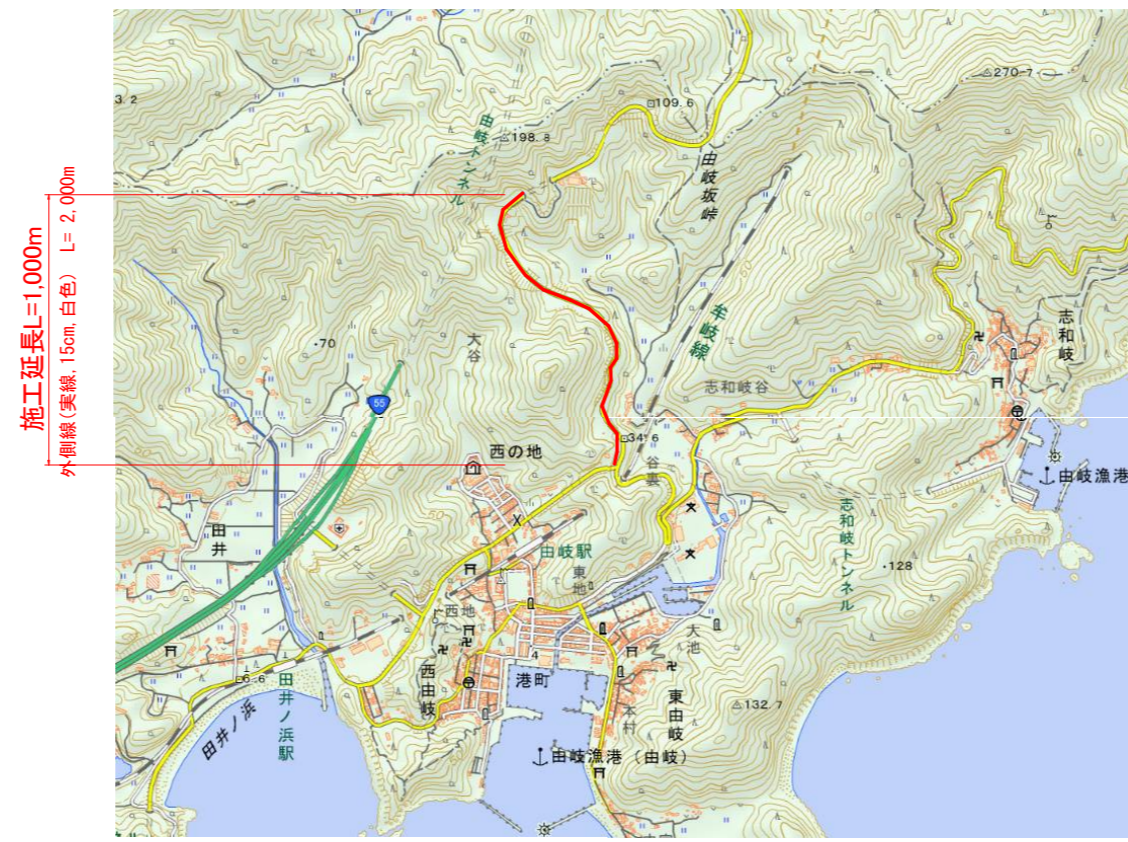 施工延長L=1,000m
外側線(実線,15cm,白色) L= 2,000m
3.2
由岐トンネル
198.8
109.6
270.7
由岐坂峠
牟岐線
70
大谷
55
志和岐谷
志和岐
34.6
谷裏
西の地
由岐漁港
田井
由岐駅
東地
志和岐トンネル
128
西地
大池
6.6
田井ノ浜駅
田井ノ浜
西由岐
4
港町
本村
東由岐
132.7
由岐漁港(由岐)